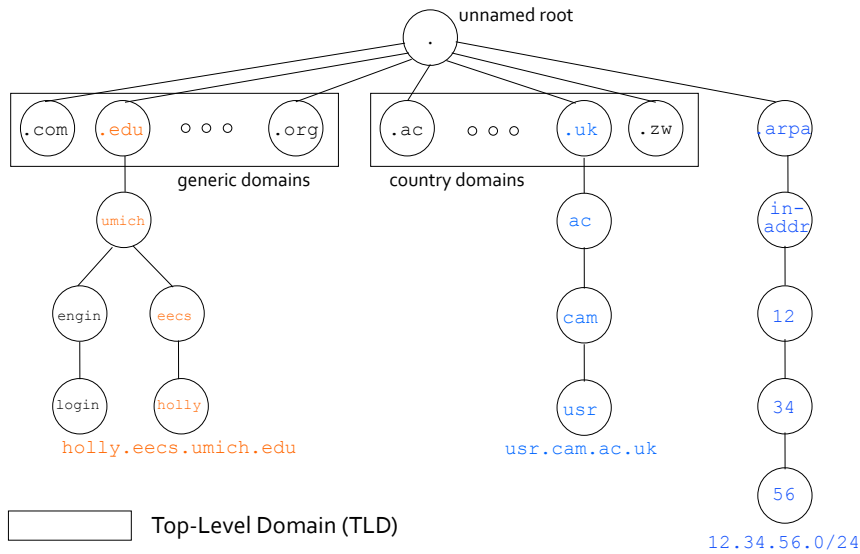 unnamed root
.
.com .edu .org .ac .uk .zw .arpa
generic domains country domains
umich ac in-
addr
engin eecs cam 12
login holly usr 34
holly.eecs.umich.edu usr.cam.ac.uk
56
Top-Level Domain (TLD)
12.34.56.0/24